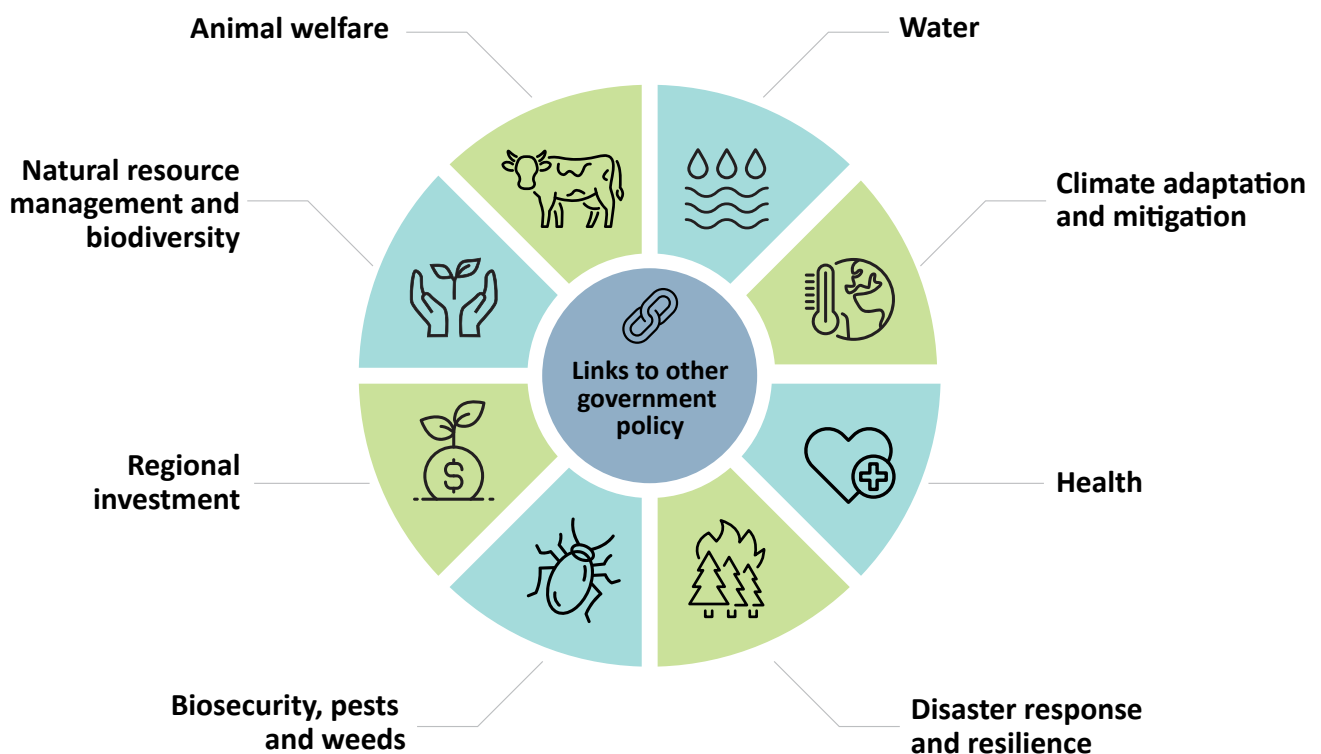 Animal welfare
Water
Natural resource
management and
biodiversity
Climate adaptation
and mitigation
Links to other
government
policy
$
Regional
investment
Health
Biosecurity, pests
and weeds
Disaster response
and resilience